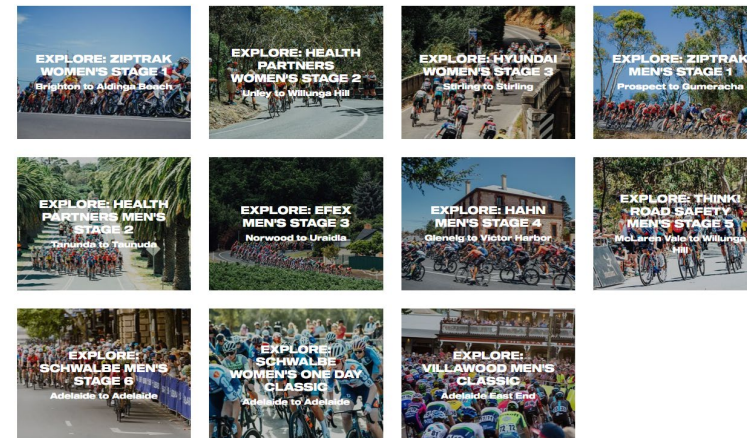 EXPLORE: ZIPTRAK
WOMEN'S STAGE 1
Brighton to Aldinga Beach
EXPLORE: HEALTH
PARTNERS
WOMEN'S STAGE 2
Unley to Willunga Hill
EXPLORE: HYUNDAI
WOMEN'S STAGE 3
Stirling to Stirling
EXPLORE: ZIPTRAK
MEN'S STAGE 1
Prospect to Gumeracha
EXPLORE: HEALTH
PARTNERS MEN'S
STAGE 2
Tanunda to Taunuda
EXPLORE: EFEX
MEN'S STAGE 3
Norwood to Uraidla
EXPLORE: HAHN
MEN'S STAGE 4
Glenelg to Victor Harbor
EXPLORE: THINK!
ROAD SAFETY
MEN'S STAGE 5
McLaren Vale to Willunga
Hill
EXPLORE:
SCHWALBE MEN'S
STAGE 6
Adelaide to Adelaide
EXPLORE:
SCHWALBE
WOMEN'S ONE DAY
CLASSIC
Adelaide to Adelaide
EXPLORE:
VILLAWOOD MEN'S
CLASSIC
Adelaide East End